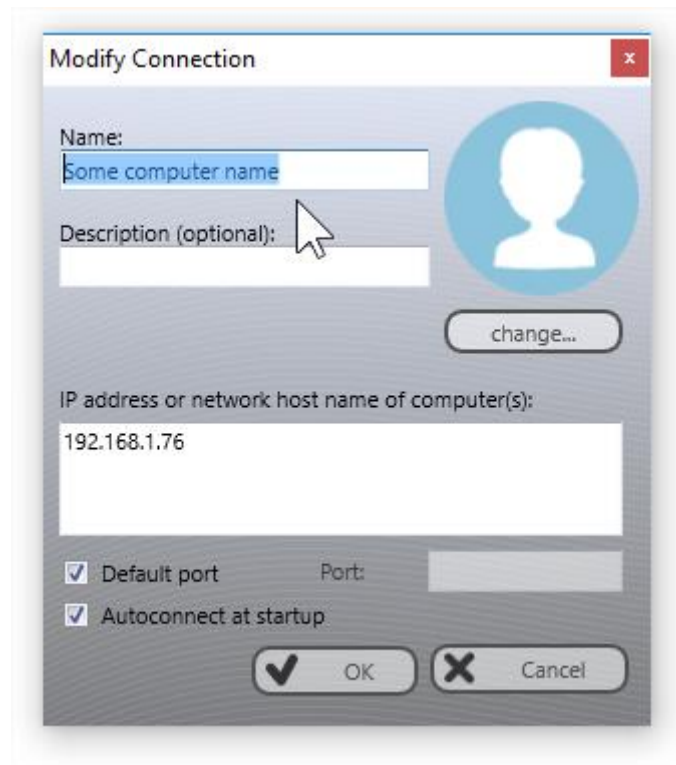 Modify Connection
x
Name:
Some computer name
Description (optional):
change...
IP address or network host name of computer(s):
192.168.1.76
Default port
Port:
Autoconnect at startup
OK
Cancel